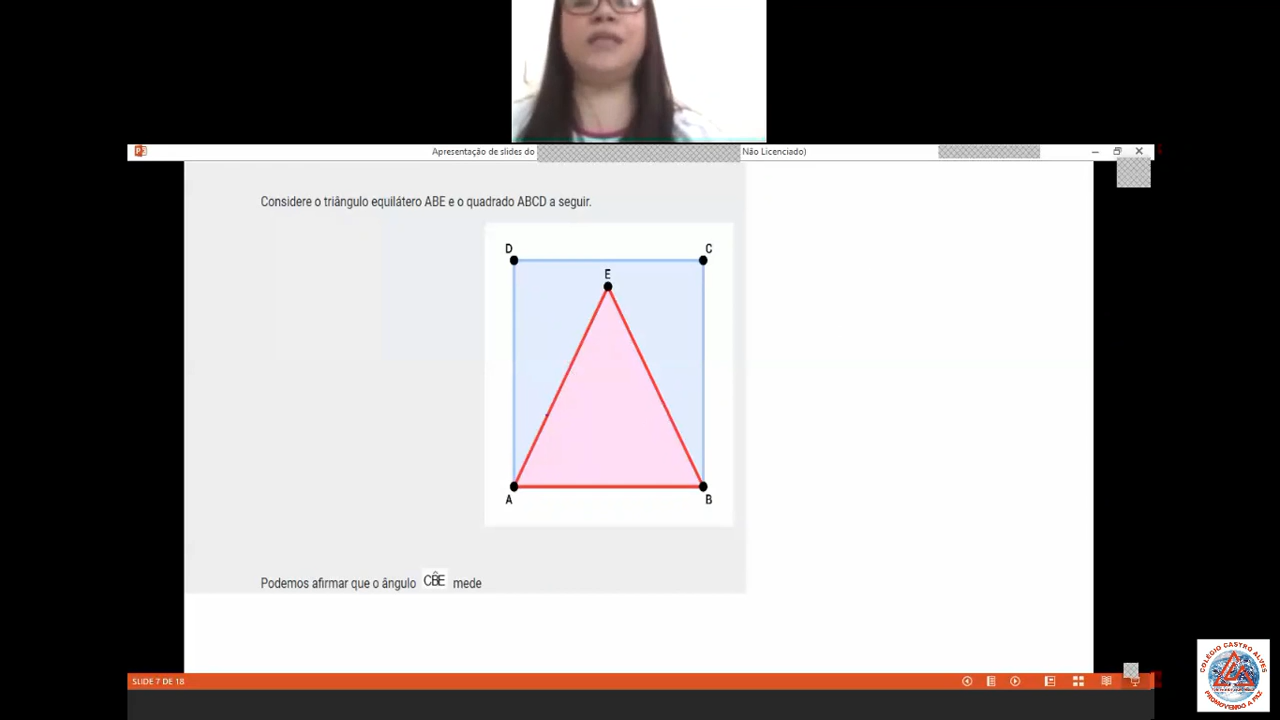 Apresentação de slides do
Não Licenciado)
Considere o triângulo equilátero ABE e o quadrado ABCD a seguir.
D
C
E
A
B
Podemos afirmar que o ângulo CB̂E mede
SLIDE 7 DE 18
COLÉGIO CASTRO ALVES
PROMOVENDO A PAZ